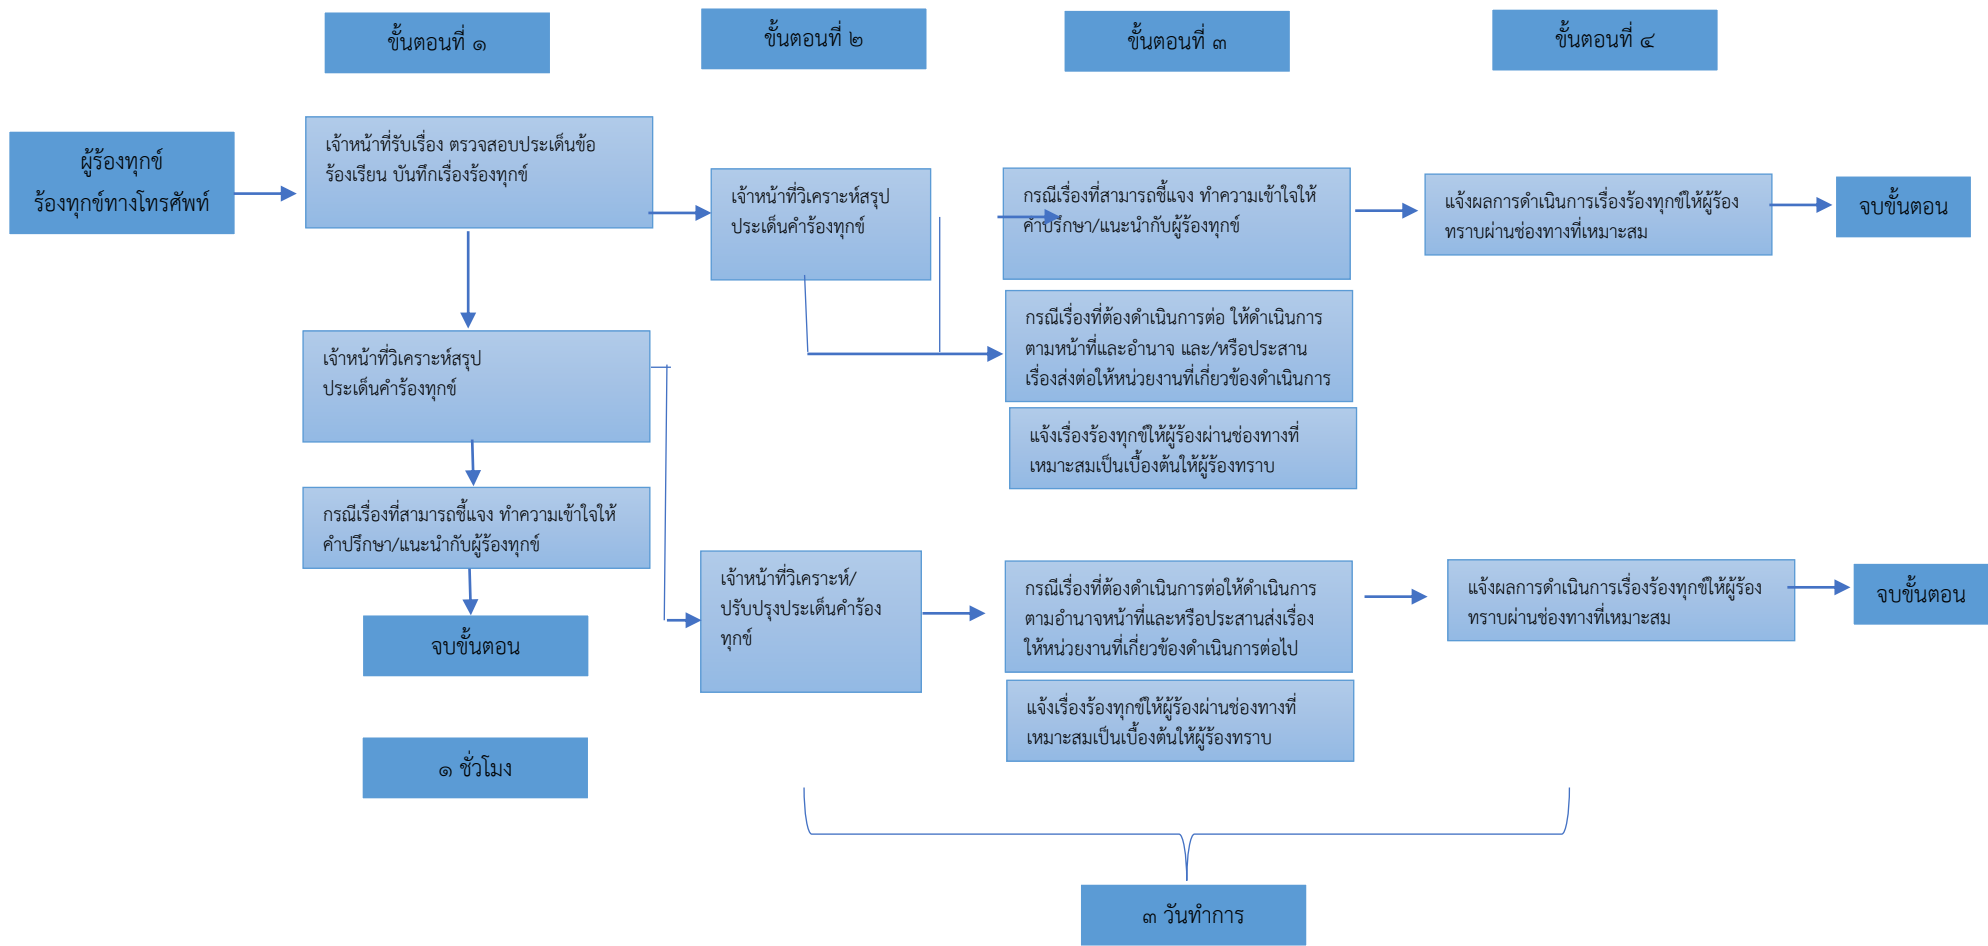 ขั้นตอนที่ ๑
ขั้นตอนที่ ๒
ขั้นตอนที่ ๓
ขั้นตอนที่ ๔
ผู้ร้องทุกข์
ร้องทุกข์ทางโทรศัพท์
เจ้าหน้าที่รับเรื่อง ตรวจสอบประเด็นข้อ
ร้องเรียน บันทึกเรื่องร้องทุกข์
เจ้าหน้าที่วิเคราะห์สรุป
ประเด็นคำร้องทุกข์
กรณีเรื่องที่สามารถชี้แจง ทำความเข้าใจให้
คำปรึกษา/แนะนำกับผู้ร้องทุกข์
แจ้งผลการดำเนินการเรื่องร้องทุกข์ให้ผู้ร้อง
ทราบผ่านช่องทางที่เหมาะสม
จบขั้นตอน
กรณีเรื่องที่ต้องดำเนินการต่อ ให้ดำเนินการ
ตามหน้าที่และอำนาจ และ/หรือประสาน
เรื่องส่งต่อให้หน่วยงานที่เกี่ยวข้องดำเนินการ
แจ้งเรื่องร้องทุกข์ให้ผู้ร้องผ่านช่องทางที่
เหมาะสมเป็นเบื้องต้นให้ผู้ร้องทราบ
เจ้าหน้าที่วิเคราะห์สรุป
ประเด็นคำร้องทุกข์
กรณีเรื่องที่สามารถชี้แจง ทำความเข้าใจให้
คำปรึกษา/แนะนำกับผู้ร้องทุกข์
จบขั้นตอน
เจ้าหน้าที่วิเคราะห์/
ปรับปรุงประเด็นคำร้อง
ทุกข์
กรณีเรื่องที่ต้องดำเนินการต่อให้ดำเนินการ
ตามอำนาจหน้าที่และหรือประสานส่งเรื่อง
ให้หน่วยงานที่เกี่ยวข้องดำเนินการต่อไป
แจ้งเรื่องร้องทุกข์ให้ผู้ร้องผ่านช่องทางที่
เหมาะสมเป็นเบื้องต้นให้ผู้ร้องทราบ
แจ้งผลการดำเนินการเรื่องร้องทุกข์ให้ผู้ร้อง
ทราบผ่านช่องทางที่เหมาะสม
จบขั้นตอน
๑ ชั่วโมง
๓ วันทำการ